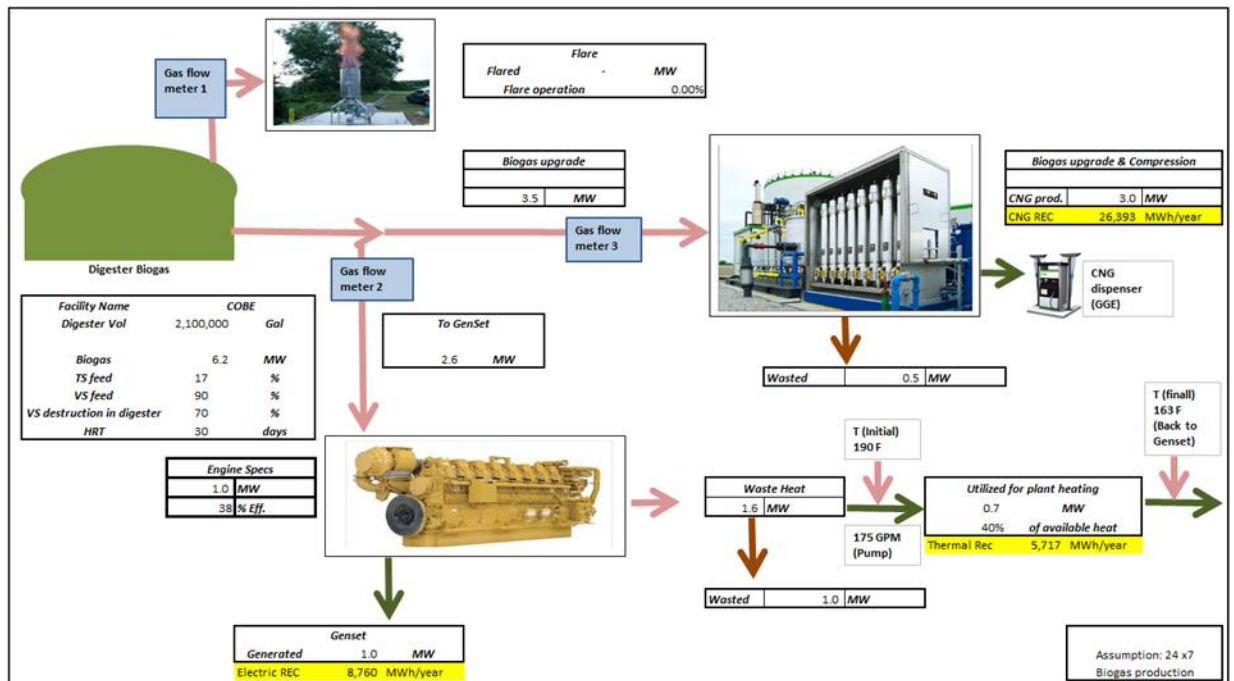 Gas flow
meter 1
Flare
Flared - MW
Flare operation 0.00%
Biogas upgrade
3.5 MW
Gas flow
meter 3
Biogas upgrade & Compression
CNG prod. 3.0 MW
CNG REC 26,393 MWh/year
Digester Biogas
Gas flow
meter 2
CNG
dispenser
(GGE)
Facility Name COBE
Digester Vol 2,100,000 Gal
Biogas 6.2 MW
TS feed 17 %
VS feed 90 %
VS destruction in digester 70 %
HRT 30 days
To GenSet
2.6 MW
Wasted 0.5 MW
T (Initial)
190 F
T (finall)
163 F
(Back to
Genset)
Engine Specs
1.0 MW
38 % Eff.
Waste Heat
1.6 MW
175 GPM
(Pump)
Utilized for plant heating
0.7 MW
40% of available heat
Thermal Rec 5,717 MWh/year
Wasted 1.0 MW
Genset
Generated 1.0 MW
Electric REC 8,760 MWh/year
Assumption: 24 x7
Biogas production